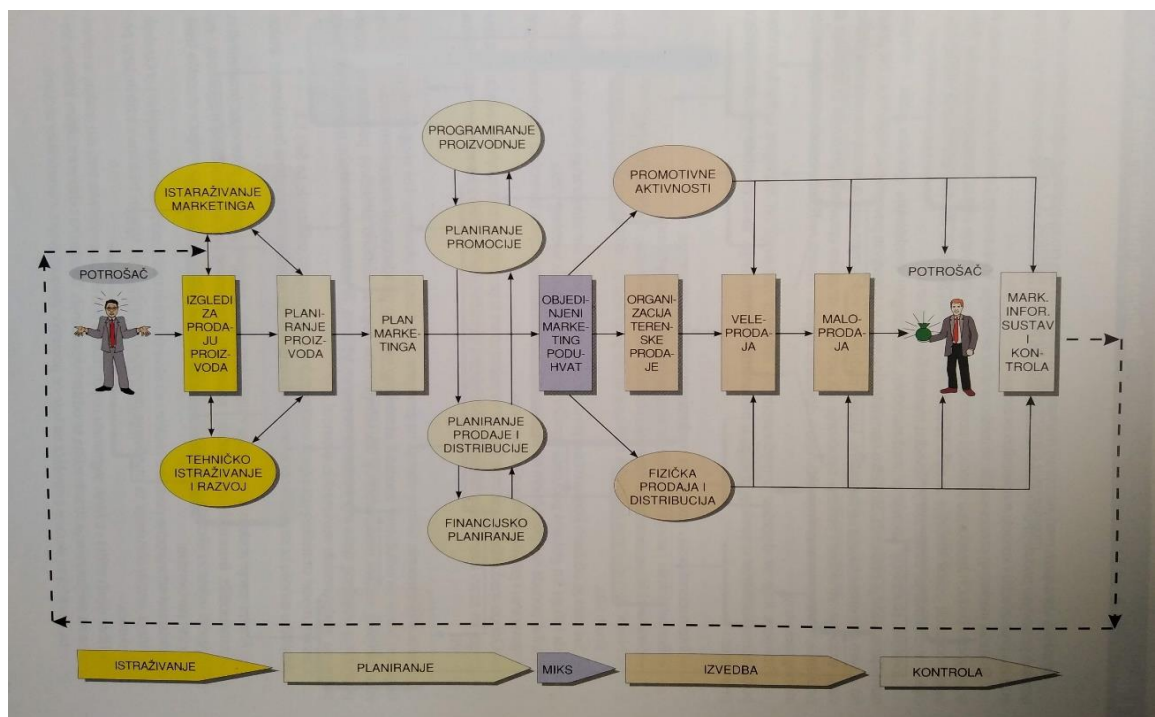 PROGRAMIRANJE
PROIZVODNJE
ISTARAŽIVANJE
MARKETINGA
PROMOTIVNE
AKTIVNOSTI
PLANIRANJE
PROMOCIJE
POTROŠAČ
IZGLEDI
ZA
PRODA-
JU PROIZ-
VODA
PLANI-
RANJE
PROIZ-
VODA
PLAN
MARKE-
TINGA
OBJEDI-
NJENI
MARKE-
TING
PODU-
HVAT
ORGANI-
ZACIJA
TEREN-
SKE
PRODA-
JE
VELE-
PRODA-
JA
MALO-
PRODA-
JA
POTROŠAČ
MARK.
INFOR.
SUSTAV
I
KON-
TROLA
TEHNIČKO
ISTRAŽIVANJE
I RAZVOJ
PLANIRANJE
PRODAJE I
DISTRIBUCIJE
FIZIČKA
PRODAJA I
DISTRIBUCIJA
FINANCIJSKO
PLANIRANJE
ISTRAŽIVANJE
PLANIRANJE
MIKS
IZVEDBA
KONTROLA